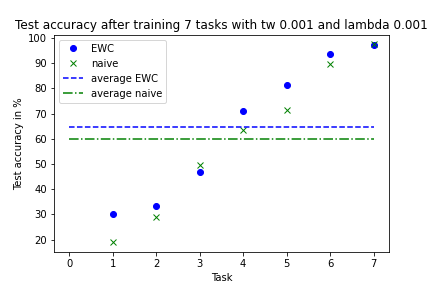 Test accuracy after training 7 tasks with tw 0.001 and lambda 0.001
100
90
80
70
60
50
40
30
20
Test accuracy in %
EWC
naive
average EWC
average naive
0 1 2 3 4 5 6 7
Task